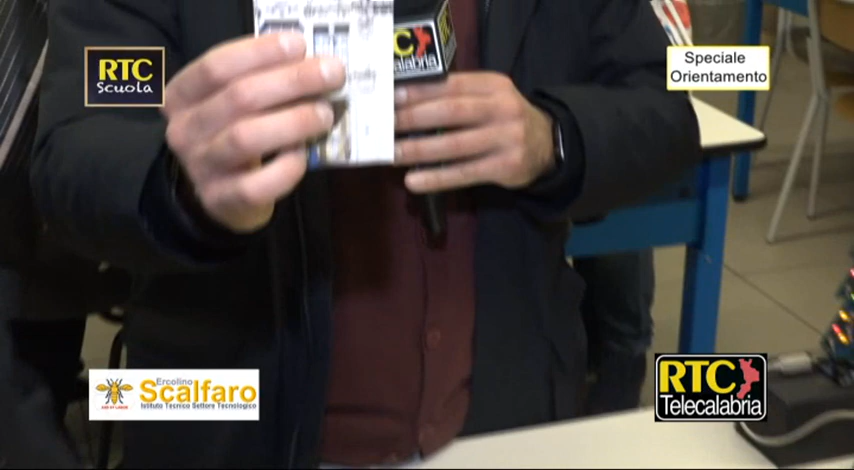 RTC
Scuola
Speciale
Orientamento
RTC
Telecalabria
Ercolino
Scalfaro
Istituto Tecnico Settore Tecnologico
RTC
Telecalabria